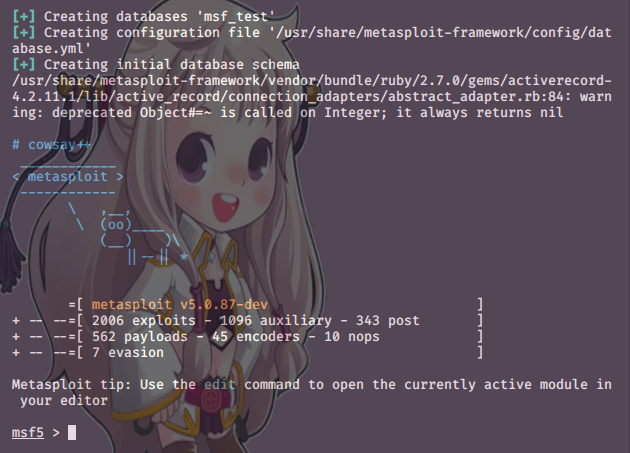 [+] Creating databases 'msf_test'
[+] Creating configuration file '/usr/share/metasploit-framework/config/dat
abase.yml'
[+] Creating initial database schema
/usr/share/metasploit-framework/vendor/bundle/ruby/2.7.0/gems/activerecord-
4.2.11.1/lib/active_record/connection_adapters/abstract_adapter.rb:84: warn
ing: deprecated Object#=~ is called on Integer; it always returns nil
# cowsay++
 ____________
< metasploit >
 ------------
       \   ,__,
        \  (oo)____
           (__)    )\
              ||--|| *
       =[ metasploit v5.0.87-dev                          ]
+ -- --=[ 2006 exploits - 1096 auxiliary - 343 post       ]
+ -- --=[ 562 payloads - 45 encoders - 10 nops            ]
+ -- --=[ 7 evasion                                       ]
Metasploit tip: Use the edit command to open the currently active module in
 your editor
msf5 >